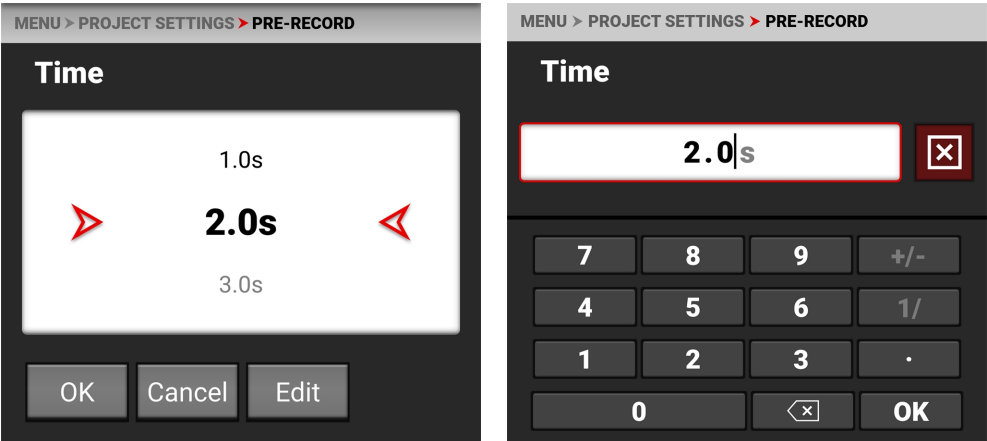 MENU > PROJECT SETTINGS > PRE-RECORD
Time
1.0s
2.0s
3.0s
OK Cancel Edit
MENU > PROJECT SETTINGS > PRE-RECORD
Time
2.0s
7 8 9 +/-
4 5 6 1/
1 2 3 ·
0 OK